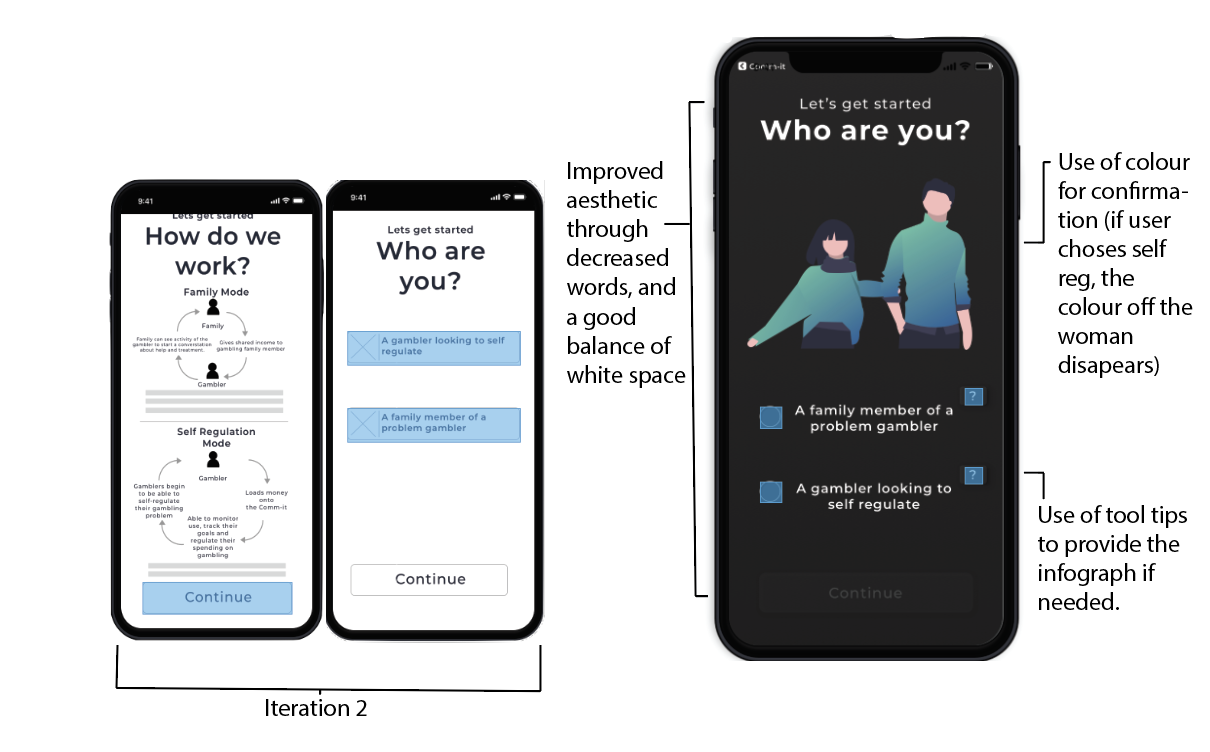 9:41
Lets get started
How do we
work?
Family Mode
Family
Family can see activity of the
gambler to start a converstation
about help and treatment.
Gives shared income to
gambling family member
Gambler
Self Regulation
Mode
Gambler
Gamblers begin
to be able to
self-regulate
their gambling
problem
Loads money
onto
the Comm-it
Able to monitor
use, track their
goals and
regulate their
spending on
gambling
Continue
9:41
Lets get started
Who are
you?
A gambler looking to self
regulate
A family member of a
problem gambler
Continue
Iteration 2
Improved
aesthetic
through
decreased
words, and
a good
balance of
white space
Comm-it
Let's get started
Who are you?
?
A family member of a
problem gambler
?
A gambler looking to
self regulate
Continue
Use of colour
for confirma-
tion (if user
choses self
reg, the
colour off the
woman
disapears)
Use of tool tips
to provide the
infograph if
needed.